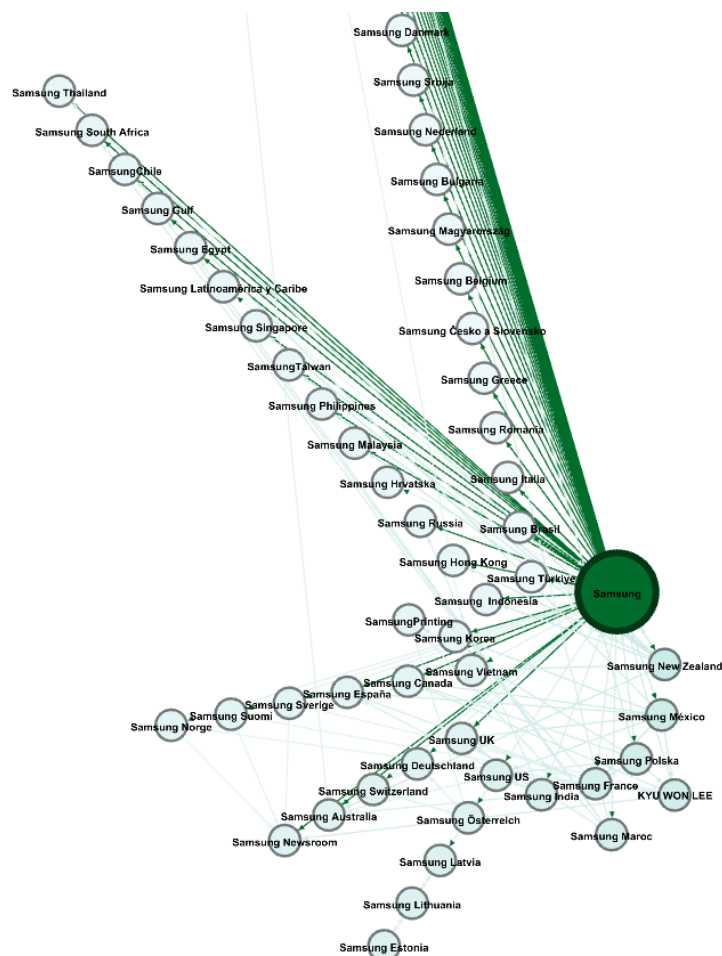 Samsung Danmark
Samsung Srbija
Samsung Thailand
Samsung South Africa
Samsung Nederland
SamsungChile
Samsung Bulgaria
Samsung Gulf
Samsung Magyarország
Samsung Egypt
Samsung Belgium
Samsung Latinoamérica y Caribe
Samsung Singapore
Samsung Česko a Slovensko
SamsungTaiwan
Samsung Greece
Samsung Philippines
Samsung Romania
Samsung Malaysia
Samsung Italia
Samsung Hrvatska
Samsung Russia
Samsung Brasil
Samsung Hong Kong
Samsung Türkiye
Samsung
Samsung Indonesia
SamsungPrinting
Samsung Korea
Samsung New Zealand
Samsung Vietnam
Samsung Canada
Samsung España
Samsung Sverige
Samsung Suomi
Samsung México
Samsung Norge
Samsung UK
Samsung Polska
Samsung Deutschland
Samsung US
Samsung France
Samsung Switzerland
Samsung India
KYU WON LEE
Samsung Australia
Samsung Österreich
Samsung Maroc
Samsung Newsroom
Samsung Latvia
Samsung Lithuania
Samsung Estonia